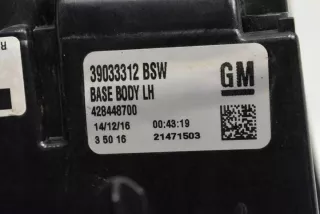 39033312 BSW
GM
BASE BODY LH
428448700
14/12/16 00:43:19
3 50 16 21471503